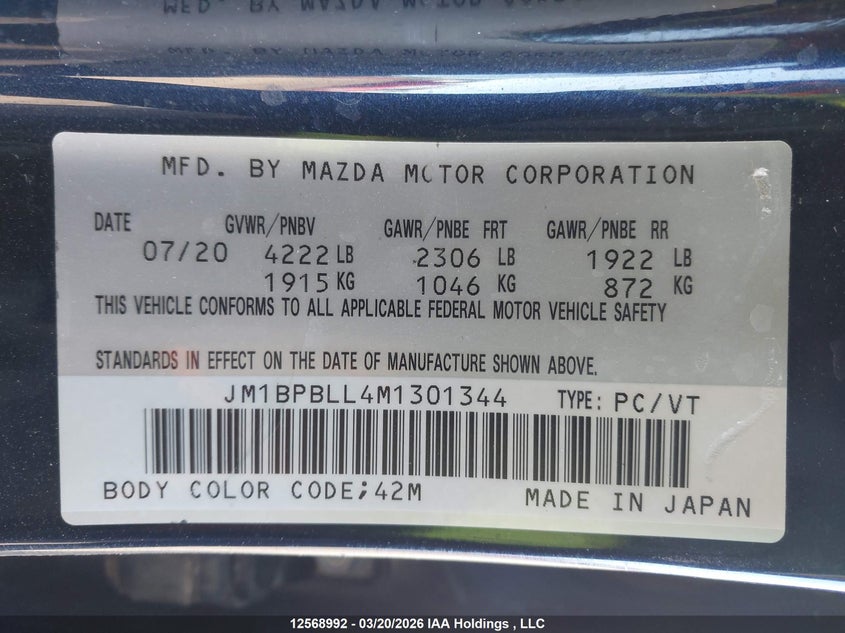 MFD. BY MAZDA MOTOR CORPORATION
DATE GVWR/PNBV GAWR/PNBE FRT GAWR/PNBE RR
07/20 4222 LB 2306 LB 1922 LB
1915 KG 1046 KG 872 KG
THIS VEHICLE CONFORMS TO ALL APPLICABLE FEDERAL MOTOR VEHICLE SAFETY
STANDARDS IN EFFECT ON THE DATE OF MANUFACTURE SHOWN ABOVE.
JM1BPBLL4M1301344 TYPE: PC/VT
BODY COLOR CODE;42M MADE IN JAPAN
12568992 - 03/20/2026 IAA Holdings , LLC